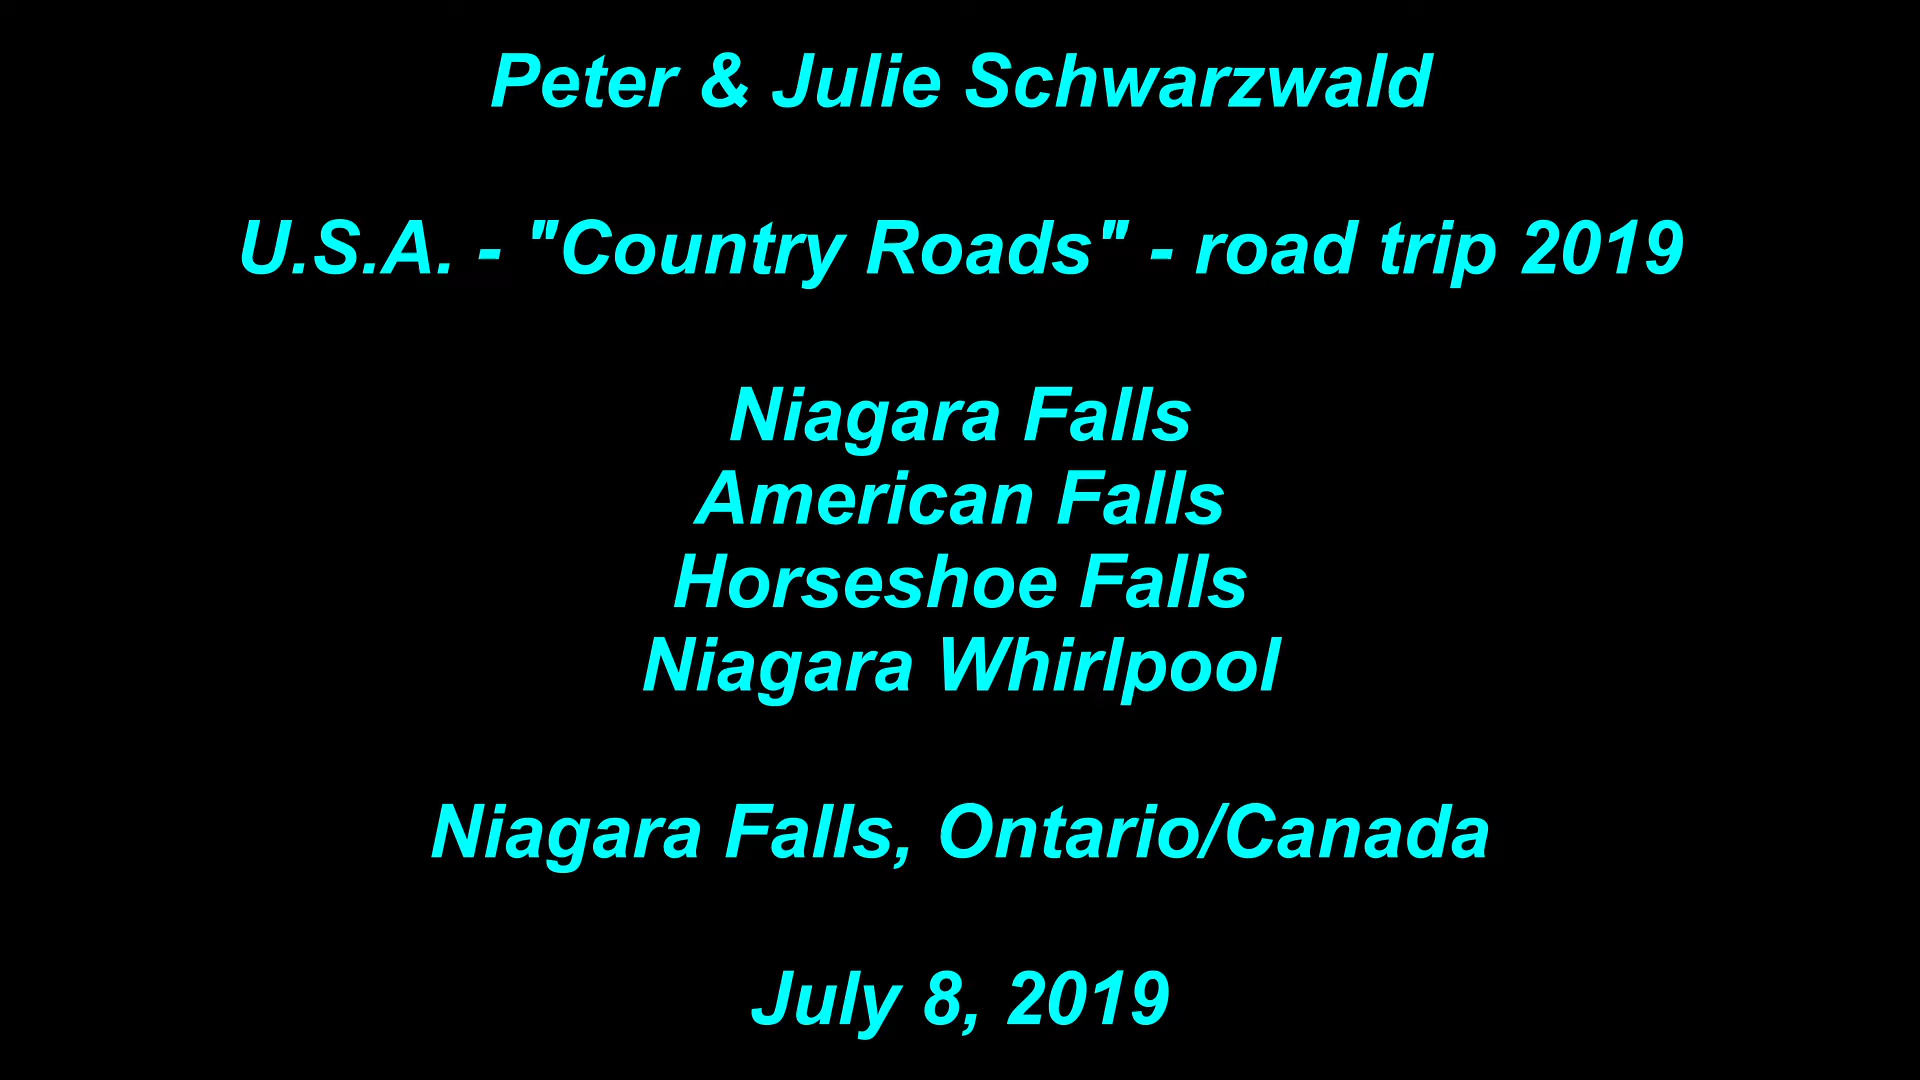 Peter & Julie Schwarzwald
U.S.A. - "Country Roads" - road trip 2019
Niagara Falls
American Falls
Horseshoe Falls
Niagara Whirlpool
Niagara Falls, Ontario/Canada
July 8, 2019